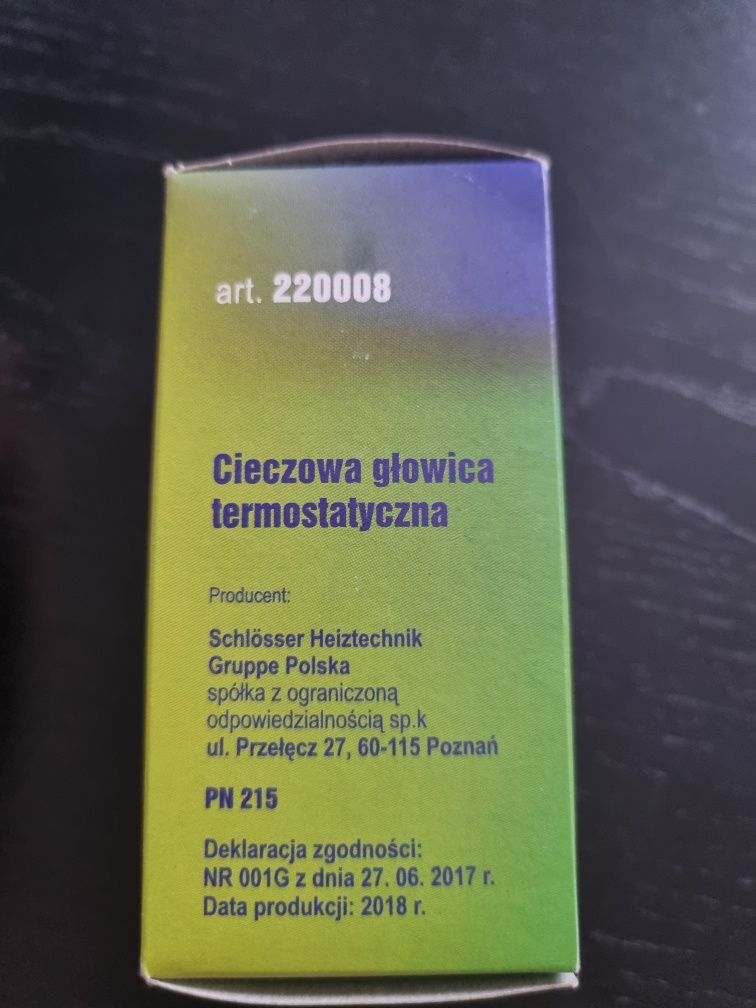 art. 220008
Cieczowa głowica
termostatyczna
Producent:
Schlösser Heiztechnik
Gruppe Polska
spółka z ograniczoną
odpowiedzialnością sp.k
ul. Przełęcz 27, 60-115 Poznań
PN 215
Deklaracja zgodności:
NR 001G z dnia 27. 06. 2017 r.
Data produkcji: 2018 r.